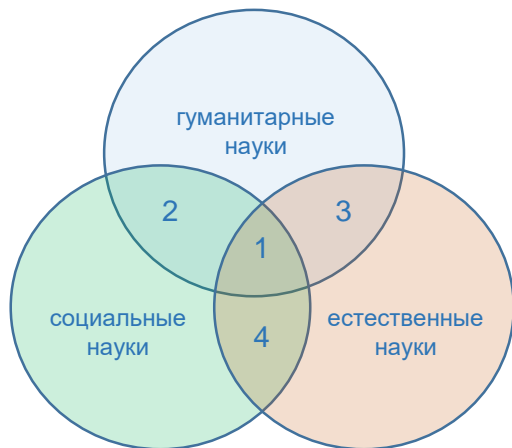 гуманитарные
науки
2
3
1
социальные
науки
4
естественные
науки